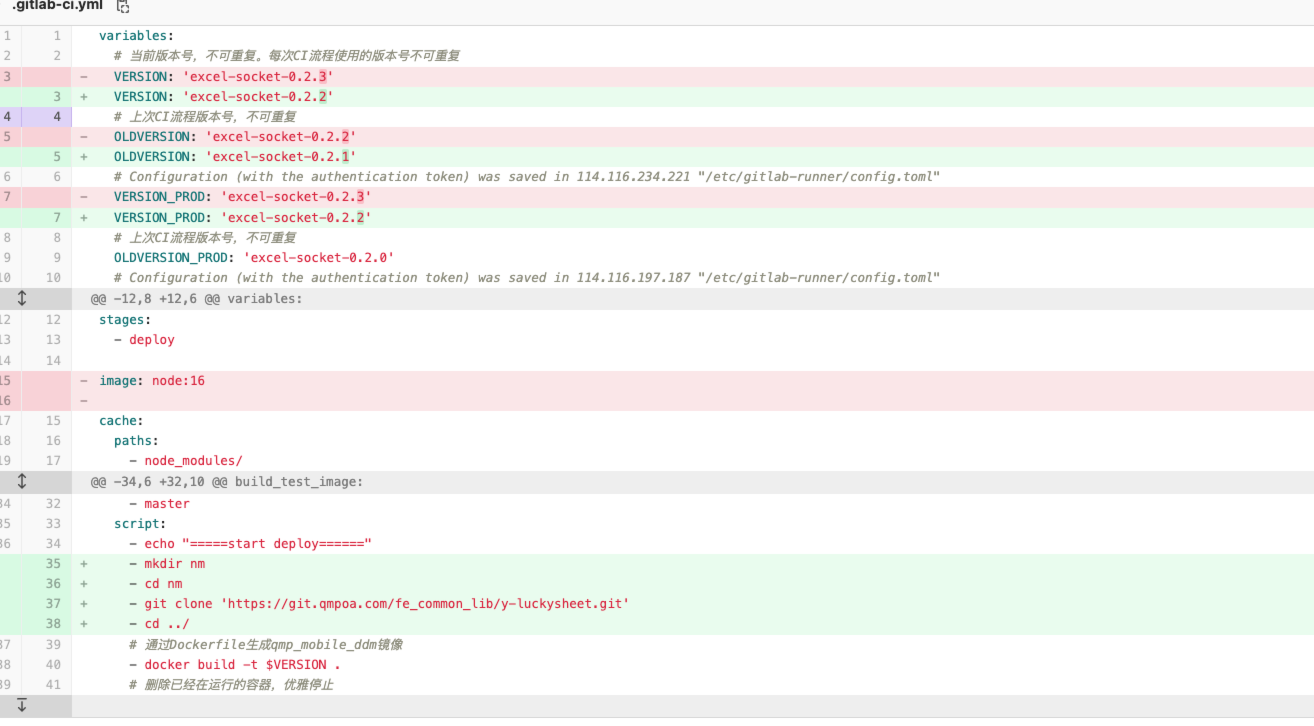 .gitlab-ci.yml
1 1 variables:
2 2 # 当前版本号，不可重复。每次CI流程使用的版本号不可重复
3 - VERSION: 'excel-socket-0.2.3'
3 + VERSION: 'excel-socket-0.2.2'
4 4 # 上次CI流程版本号，不可重复
5 - OLDVERSION: 'excel-socket-0.2.2'
5 + OLDVERSION: 'excel-socket-0.2.1'
6 6 # Configuration (with the authentication token) was saved in 114.116.234.221 "/etc/gitlab-runner/config.toml"
7 - VERSION_PROD: 'excel-socket-0.2.3'
7 + VERSION_PROD: 'excel-socket-0.2.2'
8 8 # 上次CI流程版本号，不可重复
9 9 OLDVERSION_PROD: 'excel-socket-0.2.0'
10 10 # Configuration (with the authentication token) was saved in 114.116.197.187 "/etc/gitlab-runner/config.toml"
@@ -12,8 +12,6 @@ variables:
12 12 stages:
13 13 - deploy
14 14
15 - image: node:16
16 -
17 15 cache:
18 16 paths:
19 17 - node_modules/
@@ -34,6 +32,10 @@ build_test_image:
34 32 - master
35 33 script:
36 34 - echo "=====start deploy======"
35 + - mkdir nm
36 + - cd nm
37 + - git clone 'https://git.qmpoa.com/fe_common_lib/y-luckysheet.git'
38 + - cd ../
37 39 # 通过Dockerfile生成qmp_mobile_ddm镜像
38 40 - docker build -t $VERSION .
39 41 # 删除已经在运行的容器，优雅停止